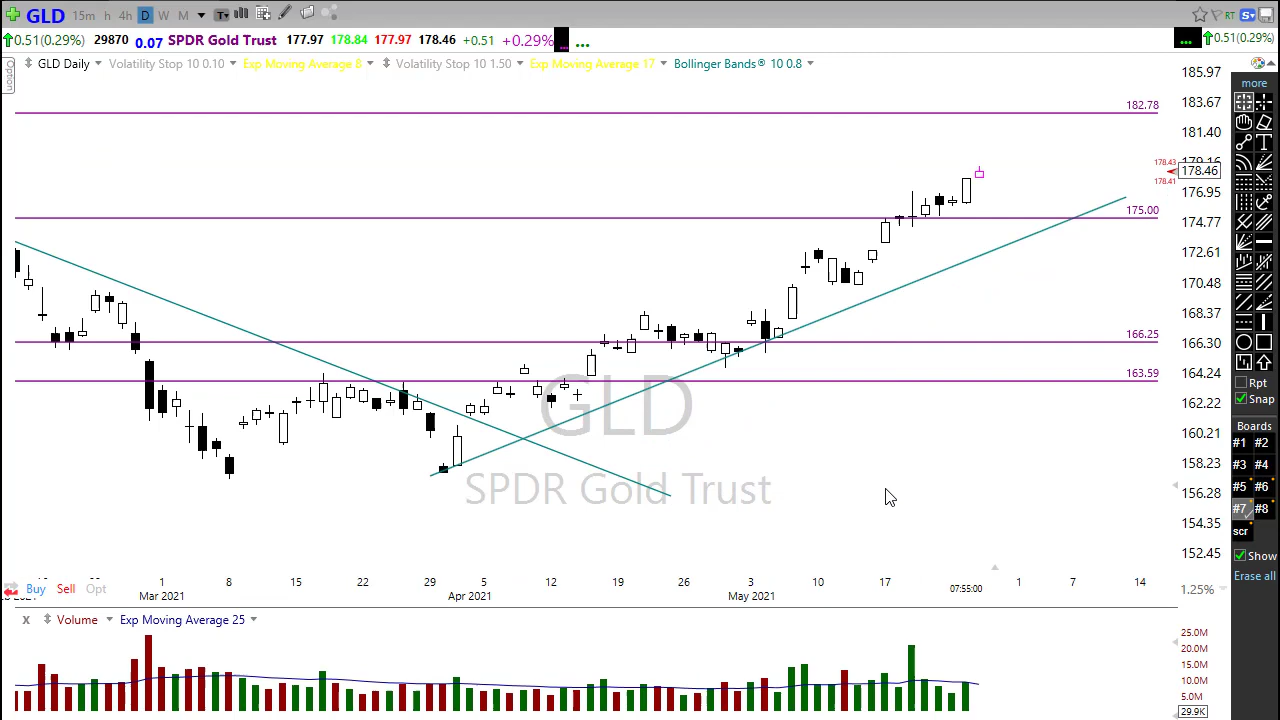 GLD 15m h 4h D W M T RT S
0.51(0.29%) 29870 0.07 SPDR Gold Trust 177.97 178.84 177.97 178.46 +0.51 +0.29% ... ... 0.51(0.29%)
Option
GLD Daily Volatility Stop 10 0.10 Exp Moving Average 8 Volatility Stop 10 1.50 Exp Moving Average 17 Bollinger Bands® 10 0.8
185.97
more
183.67
182.78
181.40
178.43
178.46
178.41
176.95
175.00
174.77
172.61
170.48
168.37
166.25
166.30
163.59
164.24
Rpt
Snap
162.22
160.21
158.23
156.28
154.35
152.45
GLD
SPDR Gold Trust
Boards
#1 #2
#3 #4
#5 #6
#7 #8
scr
Show
Erase all
1 8 15 22 29 5 12 19 26 3 10 17 1 7 14
Buy Sell Opt
07:55:00
1.25%
Mar 2021 Apr 2021 May 2021
X Volume Exp Moving Average 25
25.0M
20.0M
15.0M
10.0M
5.0M
29.9K